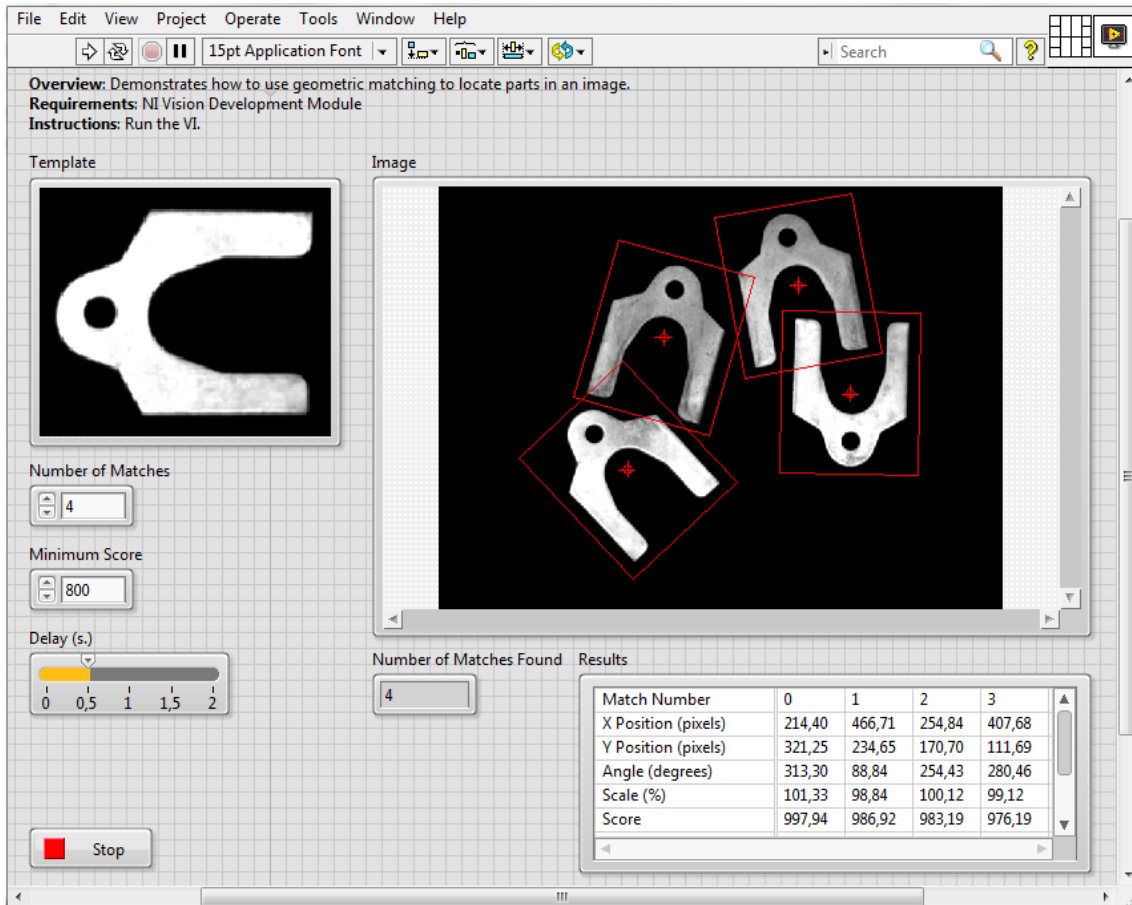 File Edit View Project Operate Tools Window Help
15pt Application Font
Search
Overview: Demonstrates how to use geometric matching to locate parts in an image.
Requirements: NI Vision Development Module
Instructions: Run the VI.
Template
Image
Number of Matches
4
Minimum Score
800
Delay (s.)
0 0,5 1 1,5 2
Number of Matches Found
4
Results
Match Number 0 1 2 3
X Position (pixels) 214,40 466,71 254,84 407,68
Y Position (pixels) 321,25 234,65 170,70 111,69
Angle (degrees) 313,30 88,84 254,43 280,46
Scale (%) 101,33 98,84 100,12 99,12
Score 997,94 986,92 983,19 976,19
Stop